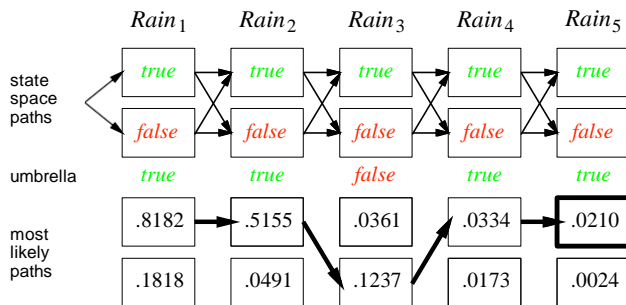 Rain1 Rain2 Rain3 Rain4 Rain5
state space paths
true true true true true
false false false false false
umbrella true true false true true
most likely paths
.8182 .5155 .0361 .0334 .0210
.1818 .0491 .1237 .0173 .0024